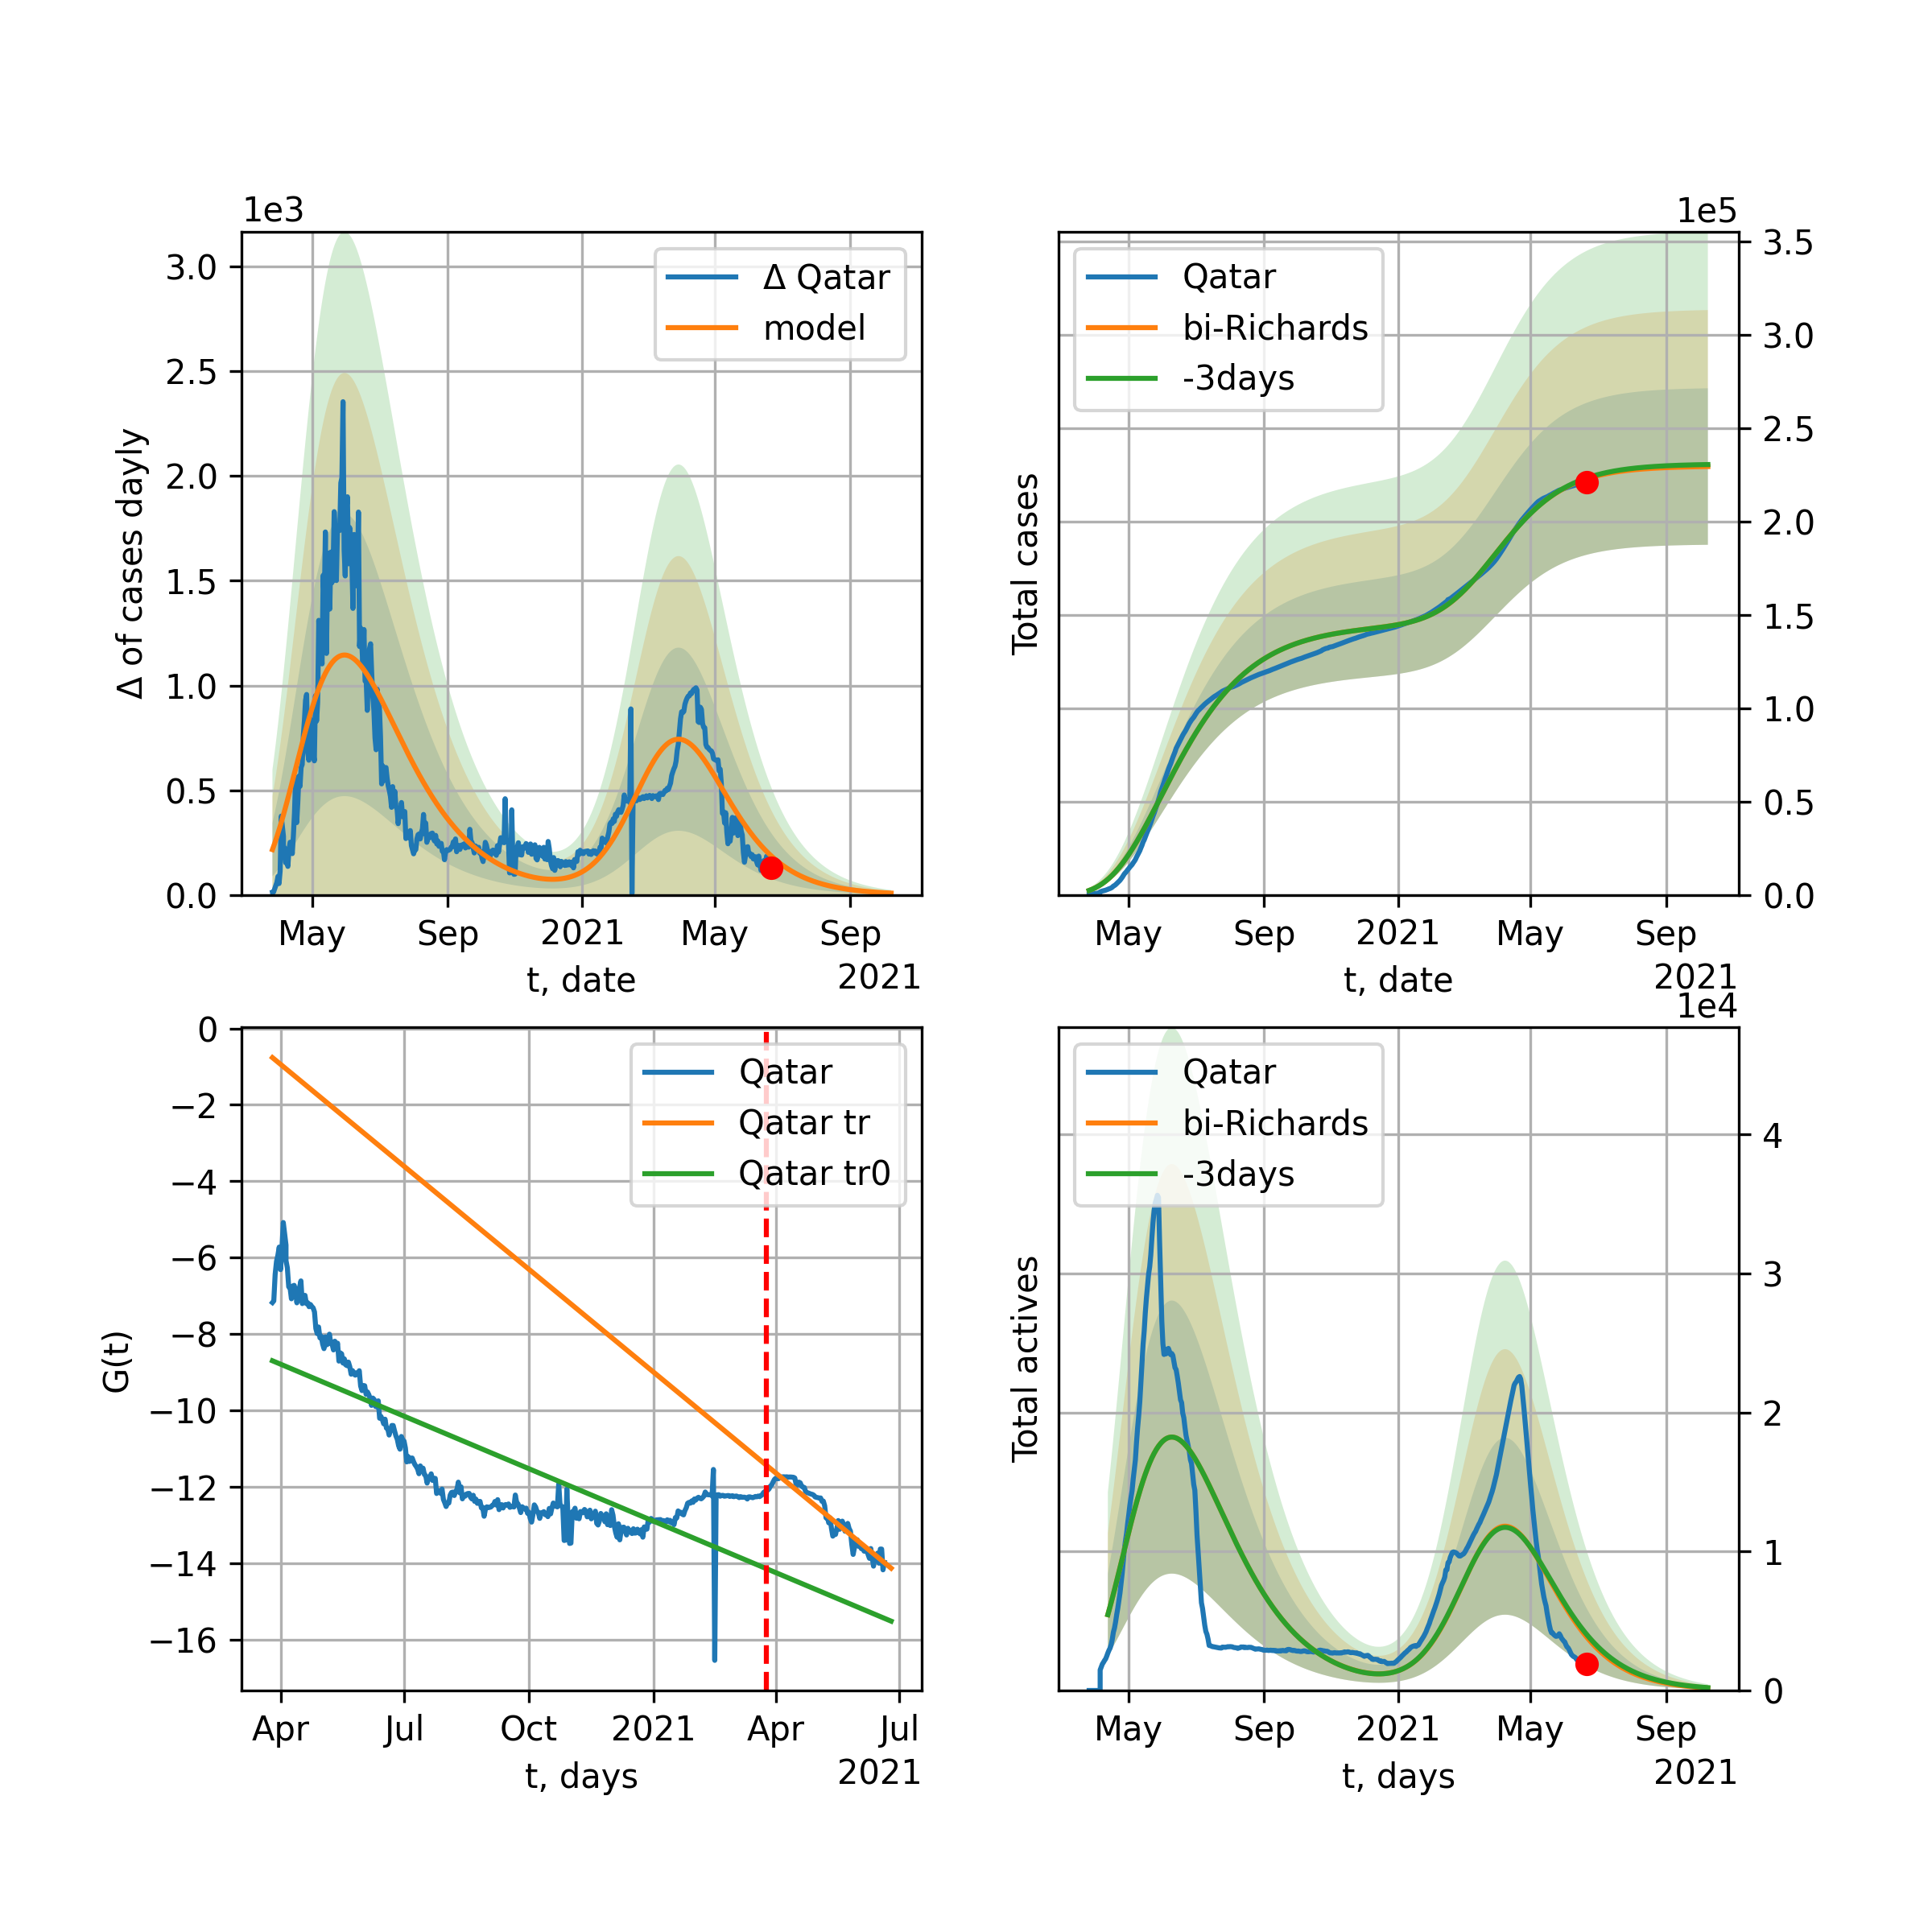 1e3
Δ of cases dayly
3.0
2.5
2.0
1.5
1.0
0.5
0.0
Δ Qatar
model
May Sep 2021 May Sep
t, date
2021
1e5
Total cases
3.5
3.0
2.5
2.0
1.5
1.0
0.5
0.0
Qatar
bi-Richards
-3days
May Sep 2021 May Sep
t, date
2021
G(t)
0
−2
−4
−6
−8
−10
−12
−14
−16
Qatar
Qatar tr
Qatar tr0
Apr Jul Oct 2021 Apr Jul
t, days
2021
1e4
Total actives
4
3
2
1
0
Qatar
bi-Richards
-3days
May Sep 2021 May Sep
t, days
2021